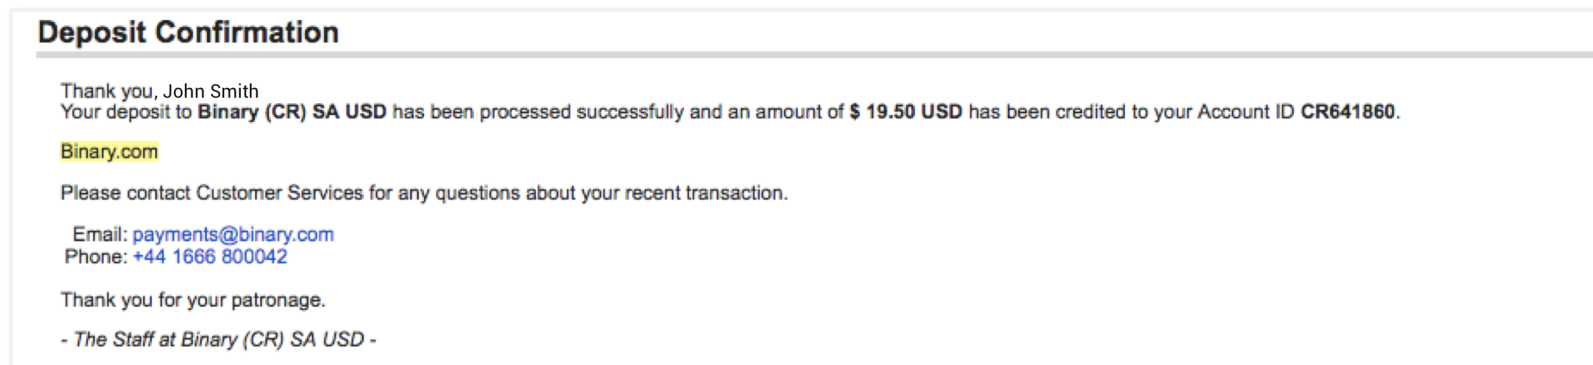 Deposit Confirmation
Thank you, John Smith
Your deposit to Binary (CR) SA USD has been processed successfully and an amount of $ 19.50 USD has been credited to your Account ID CR641860.
Binary.com
Please contact Customer Services for any questions about your recent transaction.
Email: payments@binary.com
Phone: +44 1666 800042
Thank you for your patronage.
- The Staff at Binary (CR) SA USD -